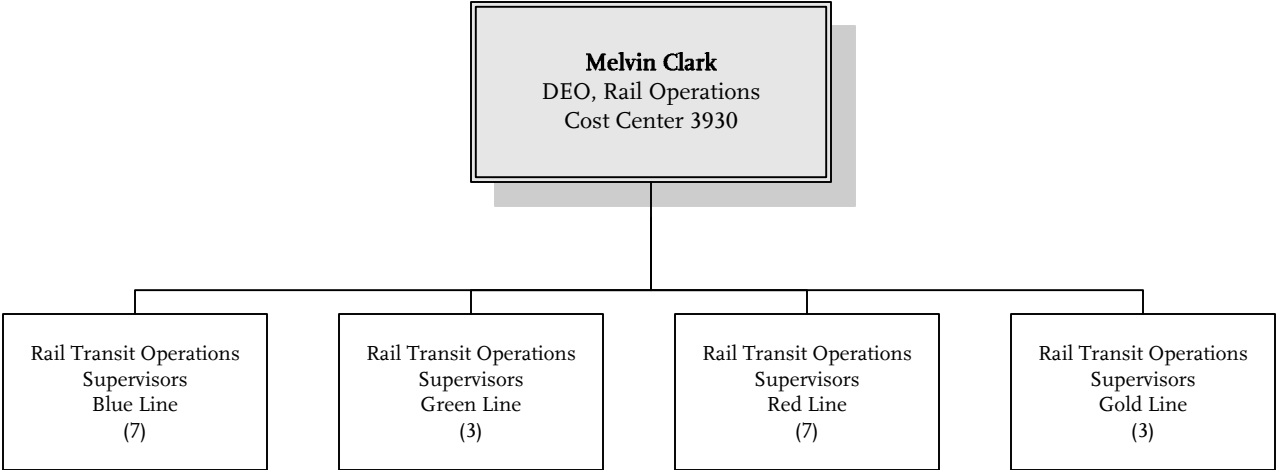 Melvin Clark
DEO, Rail Operations
Cost Center 3930
Rail Transit Operations
Supervisors
Blue Line
(7)
Rail Transit Operations
Supervisors
Green Line
(3)
Rail Transit Operations
Supervisors
Red Line
(7)
Rail Transit Operations
Supervisors
Gold Line
(3)